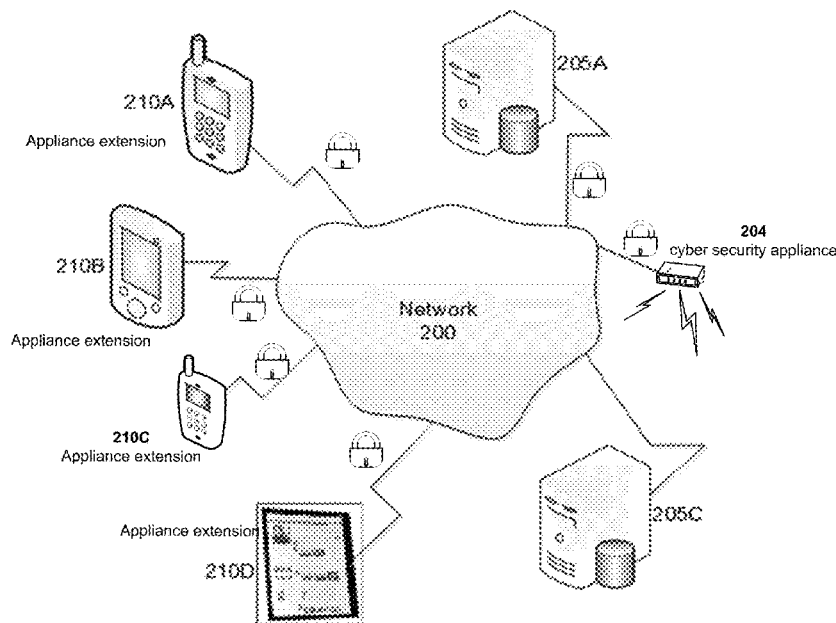 205A
210A
Appliance extension
204
cyber security appliance
210B
Network
200
Appliance extension
210C
Appliance extension
Appliance extension
205C
210D